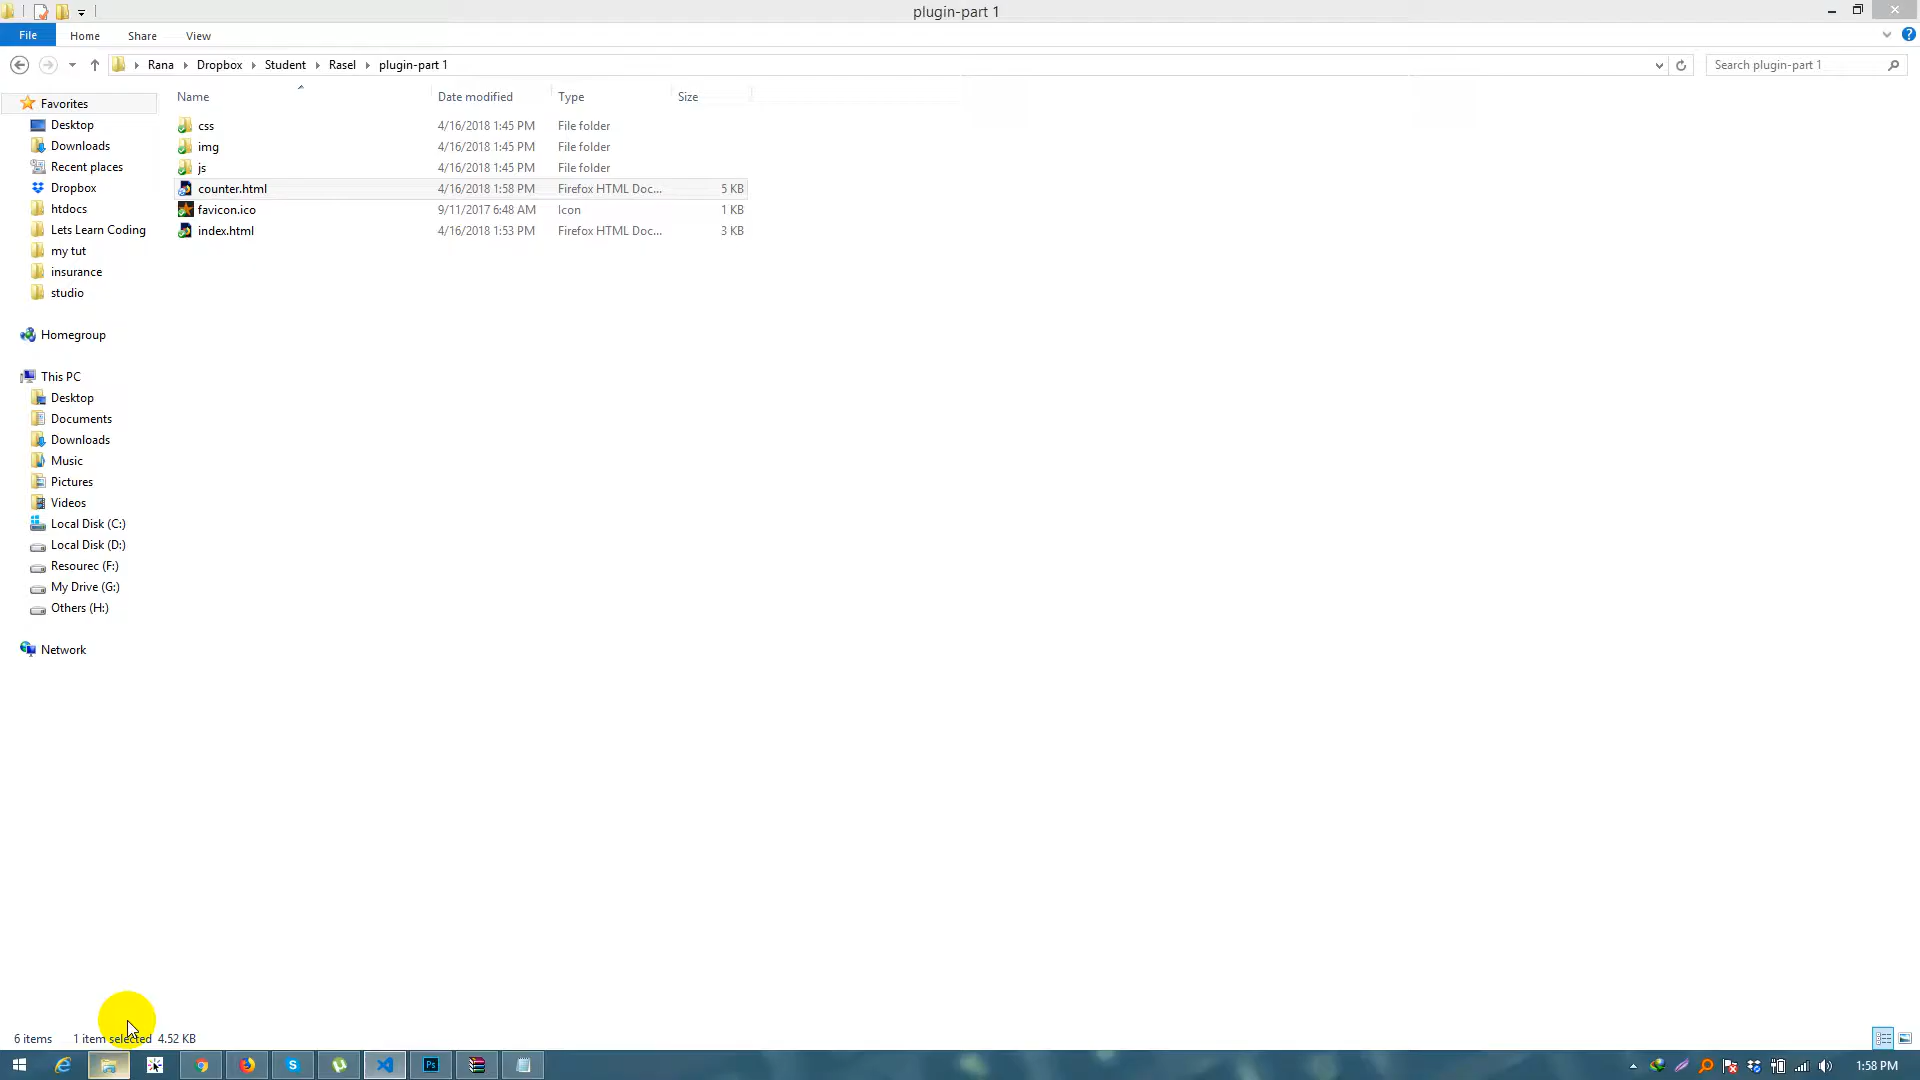 plugin-part 1
File Home Share View
Rana Dropbox Student Rasel plugin-part 1 Search plugin-part 1
Name Date modified Type Size
Favorites
css 4/16/2018 1:45 PM File folder
Desktop
img 4/16/2018 1:45 PM File folder
Downloads
js 4/16/2018 1:45 PM File folder
Recent places
counter.html 4/16/2018 1:58 PM Firefox HTML Doc... 5 KB
Dropbox
favicon.ico 9/11/2017 6:48 AM Icon 1 KB
htdocs
index.html 4/16/2018 1:53 PM Firefox HTML Doc... 3 KB
Lets Learn Coding
my tut
insurance
studio
Homegroup
This PC
Desktop
Documents
Downloads
Music
Pictures
Videos
Local Disk (C:)
Local Disk (D:)
Resourec (F:)
My Drive (G:)
Others (H:)
Network
6 items 1 item selected 4.52 KB
Ps
1:58 PM